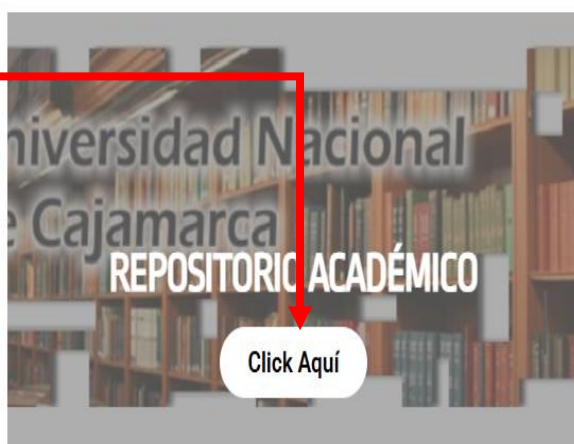 niversidad Nacional
e Cajamarca
REPOSITORIO ACADÉMICO
Click Aquí